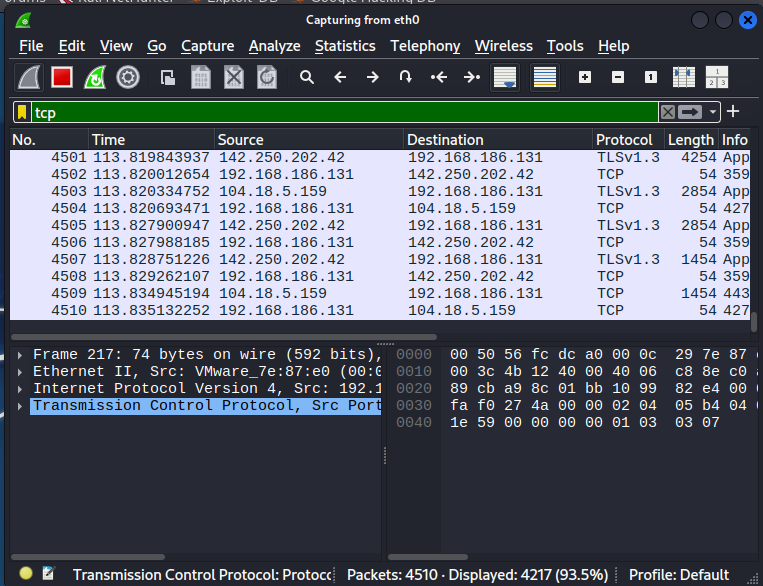 Capturing from eth0
File Edit View Go Capture Analyze Statistics Telephony Wireless Tools Help
tcp
No. Time Source Destination Protocol Length Info
4501 113.819843937 142.250.202.42 192.168.186.131 TLSv1.3 4254 App
4502 113.820012654 192.168.186.131 142.250.202.42 TCP 54 359
4503 113.820334752 104.18.5.159 192.168.186.131 TLSv1.3 2854 App
4504 113.820693471 192.168.186.131 104.18.5.159 TCP 54 427
4505 113.827900947 142.250.202.42 192.168.186.131 TLSv1.3 2854 App
4506 113.827988185 192.168.186.131 142.250.202.42 TCP 54 359
4507 113.828751226 142.250.202.42 192.168.186.131 TLSv1.3 1454 App
4508 113.829262107 192.168.186.131 142.250.202.42 TCP 54 359
4509 113.834945194 104.18.5.159 192.168.186.131 TCP 1454 443
4510 113.835132252 192.168.186.131 104.18.5.159 TCP 54 427
Frame 217: 74 bytes on wire (592 bits),
Ethernet II, Src: VMware_7e:87:e0 (00:0
Internet Protocol Version 4, Src: 192.1
Transmission Control Protocol, Src Port
0000 00 50 56 fc dc a0 00 0c 29 7e 87
0010 00 3c 4b 12 40 00 40 06 c8 8e c0
0020 89 cb a9 8c 01 bb 10 99 82 e4 00
0030 fa f0 27 4a 00 00 02 04 05 b4 04
0040 1e 59 00 00 00 00 01 03 03 07
Transmission Control Protocol: Protoco
Packets: 4510 · Displayed: 4217 (93.5%)
Profile: Default